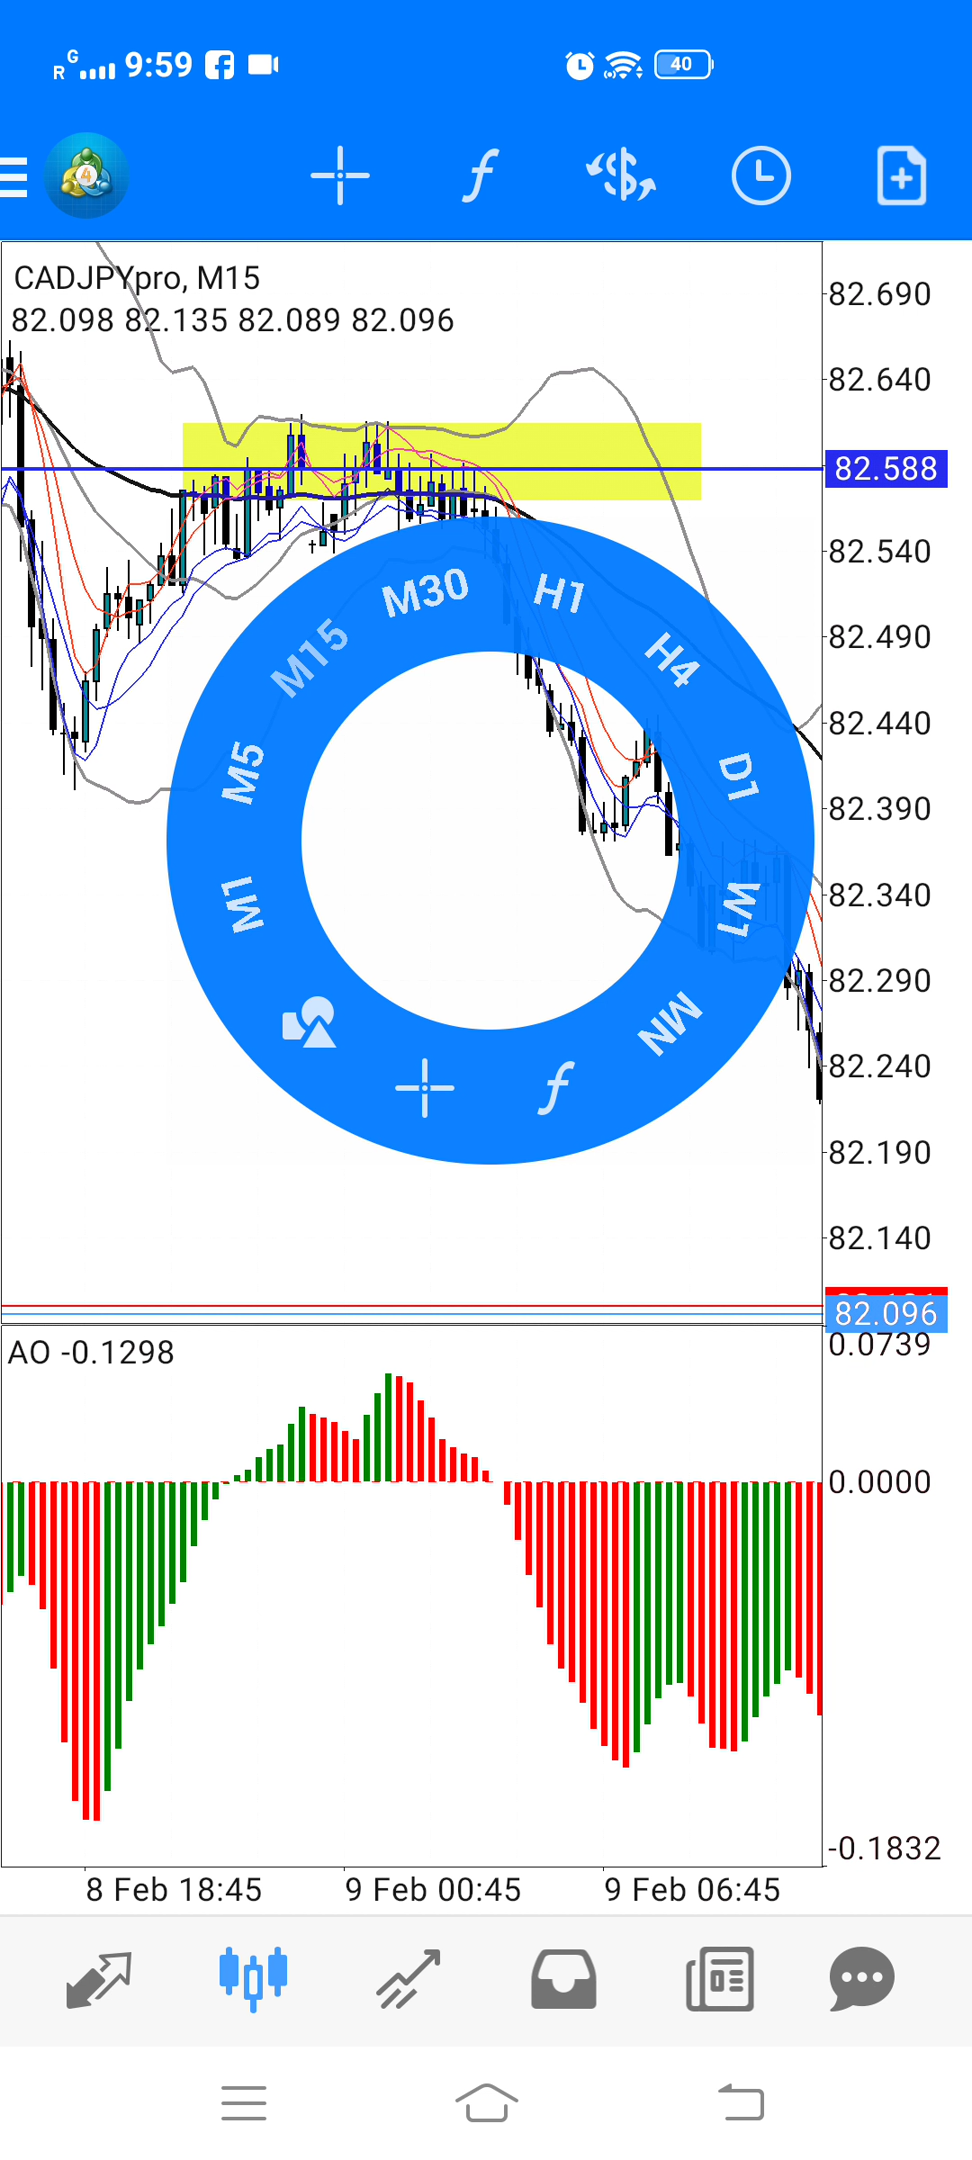 R G 9:59 40
4
CADJPYpro, M15
82.098 82.135 82.089 82.096
82.690
82.640
82.588
82.540
82.490
82.440
82.390
82.340
82.290
82.240
82.190
82.140
82.096
M1
M5
M15
M30
H1
H4
D1
W1
MN
AO -0.1298
0.0739
0.0000
-0.1832
8 Feb 18:45
9 Feb 00:45
9 Feb 06:45